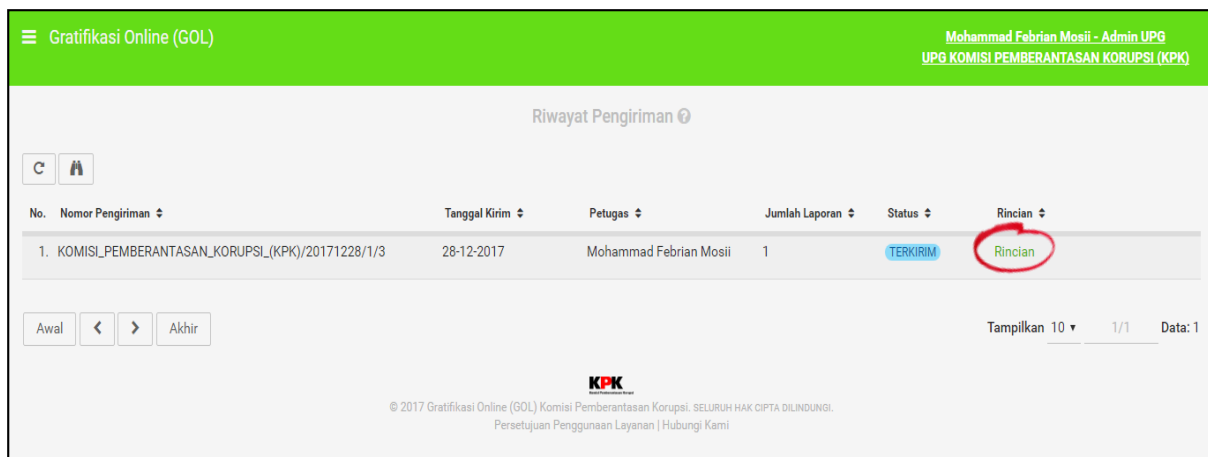 Gratifikasi Online (GOL)
Mohammad Febrian Mosii - Admin UPG
UPG KOMISI PEMBERANTASAN KORUPSI (KPK)
Riwayat Pengiriman
No. Nomor Pengiriman Tanggal Kirim Petugas Jumlah Laporan Status Rincian
1. KOMISI_PEMBERANTASAN_KORUPSI_(KPK)/20171228/1/3 28-12-2017 Mohammad Febrian Mosii 1 TERKIRIM Rincian
Awal Akhir Tampilkan 10 1/1 Data: 1
KPK
Komisi Pemberantasan Korupsi
© 2017 Gratifikasi Online (GOL) Komisi Pemberantasan Korupsi. SELURUH HAK CIPTA DILINDUNGI.
Persetujuan Penggunaan Layanan | Hubungi Kami